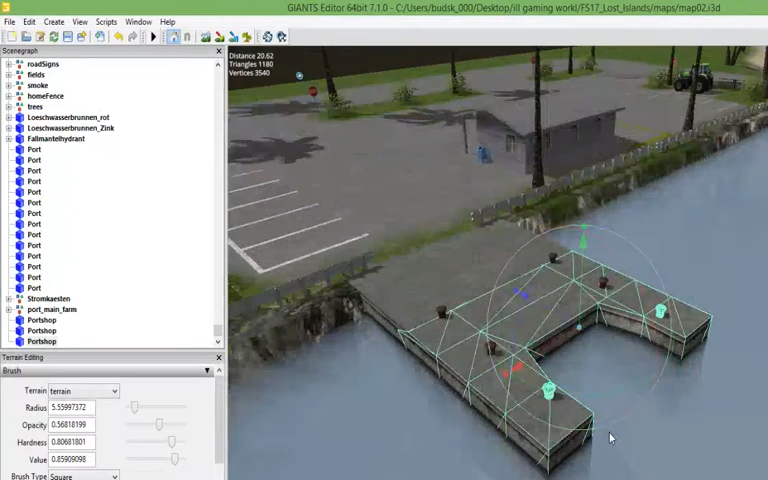 GIANTS Editor 64bit 7.1.0 - C:/Users/budsk_000/Desktop/ill gaming work/FS17_Lost_Islands/maps/map02.i3d
File Edit Create View Scripts Window Help
Scenegraph
roadSigns
fields
smoke
homeFence
trees
Loeschwasserbrunnen_rot
Loeschwasserbrunnen_Zink
Fallmantelhydrant
Port
Port
Port
Port
Port
Port
Port
Port
Port
Port
Port
Port
Port
Port
Stromkaesten
port_main_farm
Portshop
Portshop
Portshop
Distance 20.62
Triangles 1180
Vertices 3540
Terrain Editing
Brush
Terrain terrain
Radius 5.55997372
Opacity 0.56818199
Hardness 0.80681801
Value 0.85909098
Brush Type Square